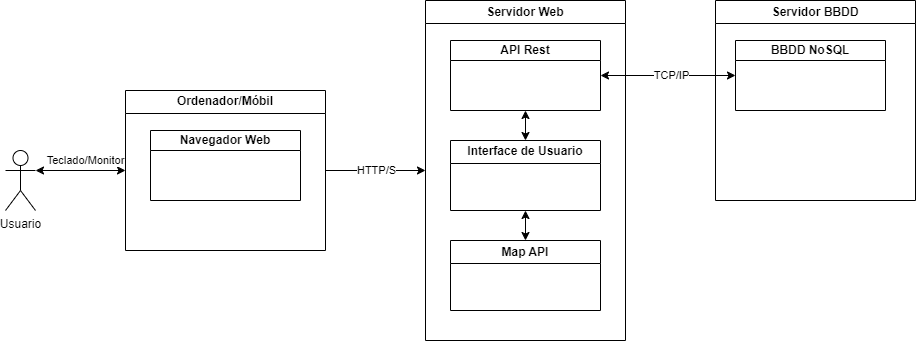 Usuario
Teclado/Monitor
Ordenador/Móbil
Navegador Web
HTTP/S
Servidor Web
API Rest
Interface de Usuario
Map API
TCP/IP
Servidor BBDD
BBDD NoSQL